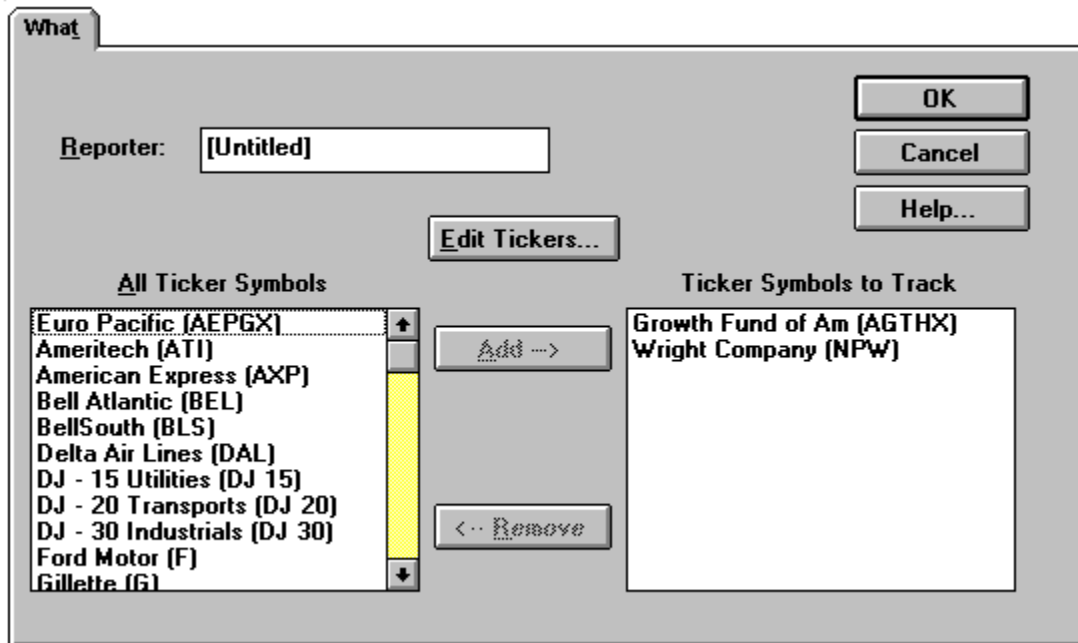 What
OK
Reporter: [Untitled]
Cancel
Help...
Edit Tickers...
All Ticker Symbols
Ticker Symbols to Track
Euro Pacific (AEPGX)
Ameritech (ATI)
American Express (AXP)
Bell Atlantic (BEL)
BellSouth (BLS)
Delta Air Lines (DAL)
DJ - 15 Utilities (DJ 15)
DJ - 20 Transports (DJ 20)
DJ - 30 Industrials (DJ 30)
Ford Motor (F)
Gillette (G)
Add --->
<-- Remove
Growth Fund of Am (AGTHX)
Wright Company (NPW)